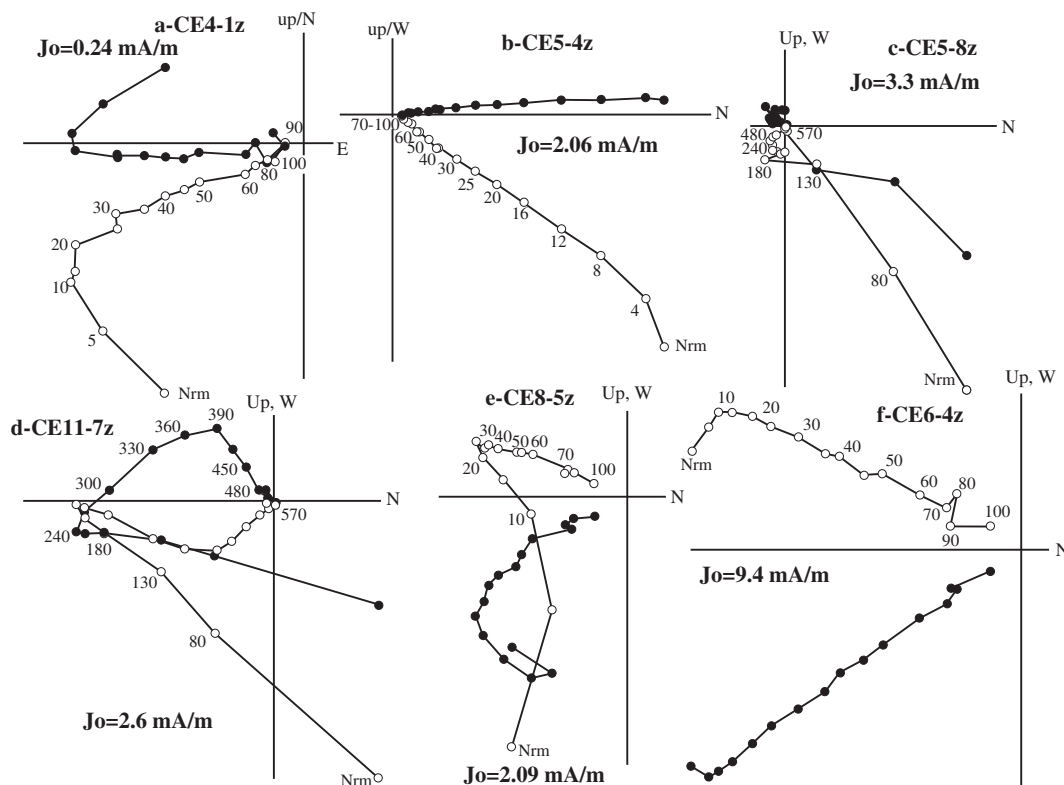 a-CE4-1z
up/N
Jo=0.24 mA/m
90
E
80
100
60
50
40
30
20
10
5
Nrm
up/W
b-CE5-4z
N
70-100
60
50
40
30
25
20
16
12
8
4
Nrm
Jo=2.06 mA/m
Up, W
c-CE5-8z
Jo=3.3 mA/m
N
480
570
240
180
130
80
Nrm
d-CE11-7z
Up, W
390
360
330
450
300
480
N
570
240
180
130
80
Jo=2.6 mA/m
Nrm
e-CE8-5z
Up, W
30
40
50
60
70
100
20
N
10
Nrm
Jo=2.09 mA/m
Up, W
f-CE6-4z
10
20
30
40
50
60
80
70
100
90
Nrm
N
Jo=9.4 mA/m